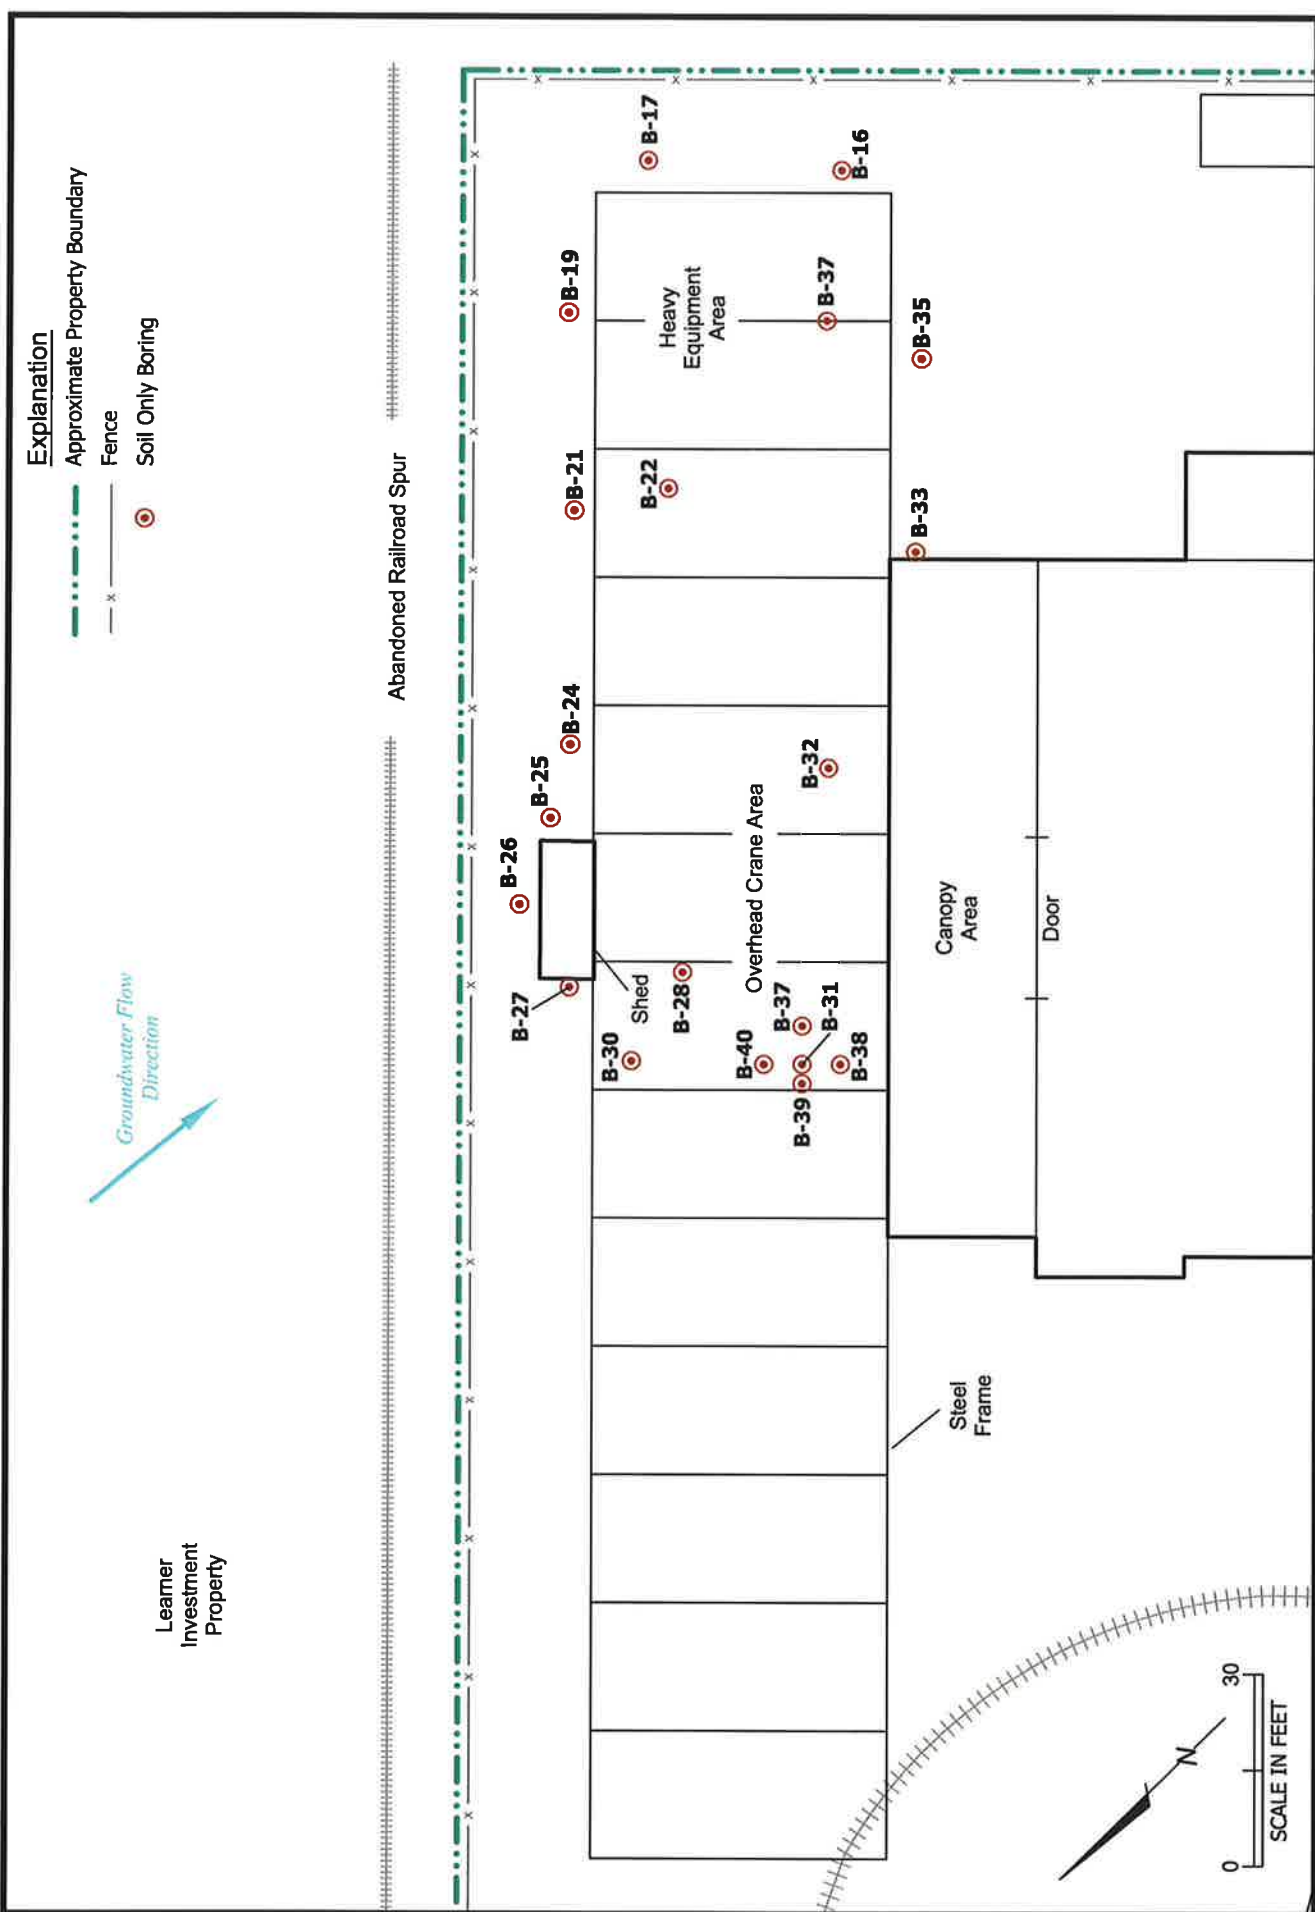 Explanation
Approximate Property Boundary
x
Fence
Soil Only Boring
Groundwater Flow
Direction
Learner
Investment
Property
Abandoned Railroad Spur
x x x x x x x x x x x x x
x x x x x x
B-17
B-16
B-19
B-37
B-35
Heavy
Equipment
Area
B-21
B-22
B-33
B-24
B-25
B-26
B-27
B-32
Overhead Crane Area
Shed
B-28
B-30
B-40
B-37
B-31
B-38
B-39
Canopy
Area
Door
Steel
Frame
N
0 30
SCALE IN FEET